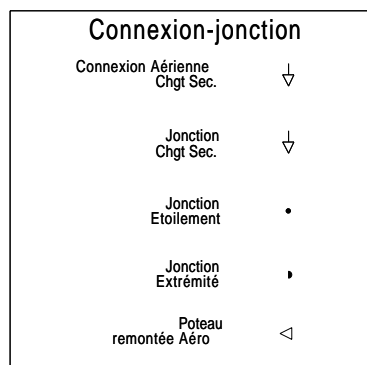 Connexion-jonction
Connexion Aérienne
Chgt Sec.
Jonction
Chgt Sec.
Jonction
Etoilement
Jonction
Extrémité
Poteau
remontée Aéro